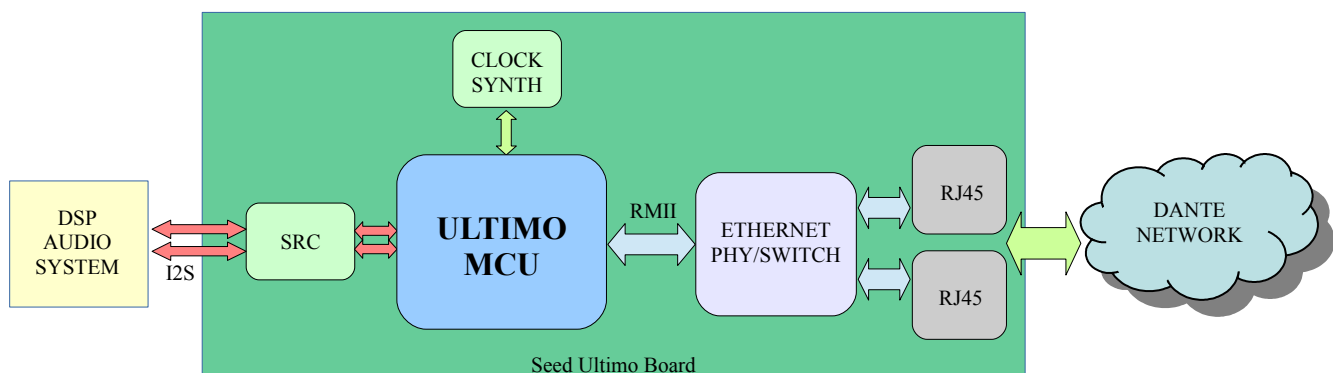 CLOCK
SYNTH
DSP
AUDIO
SYSTEM
I2S
SRC
ULTIMO
MCU
RMII
ETHERNET
PHY/SWITCH
RJ45
RJ45
DANTE
NETWORK
Seed Ultimo Board